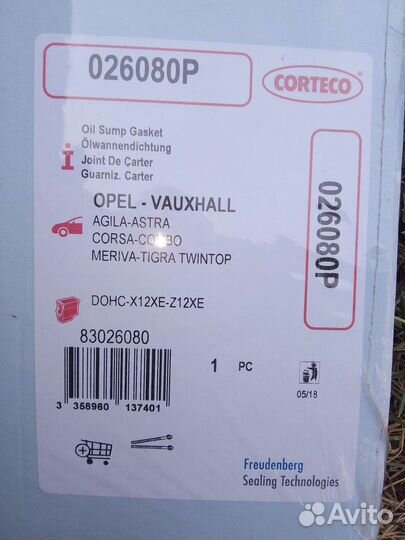 026080P
CORTECO
Oil Sump Gasket
Ölwannendichtung
Joint De Carter
Guarniz. Carter
OPEL - VAUXHALL
AGILA-ASTRA
CORSA-COMBO
MERIVA-TIGRA TWINTOP
026080P
DOHC-X12XE-Z12XE
83026080
1 PC
3 358960 137401
05/18
Freudenberg
Sealing Technologies
Avito